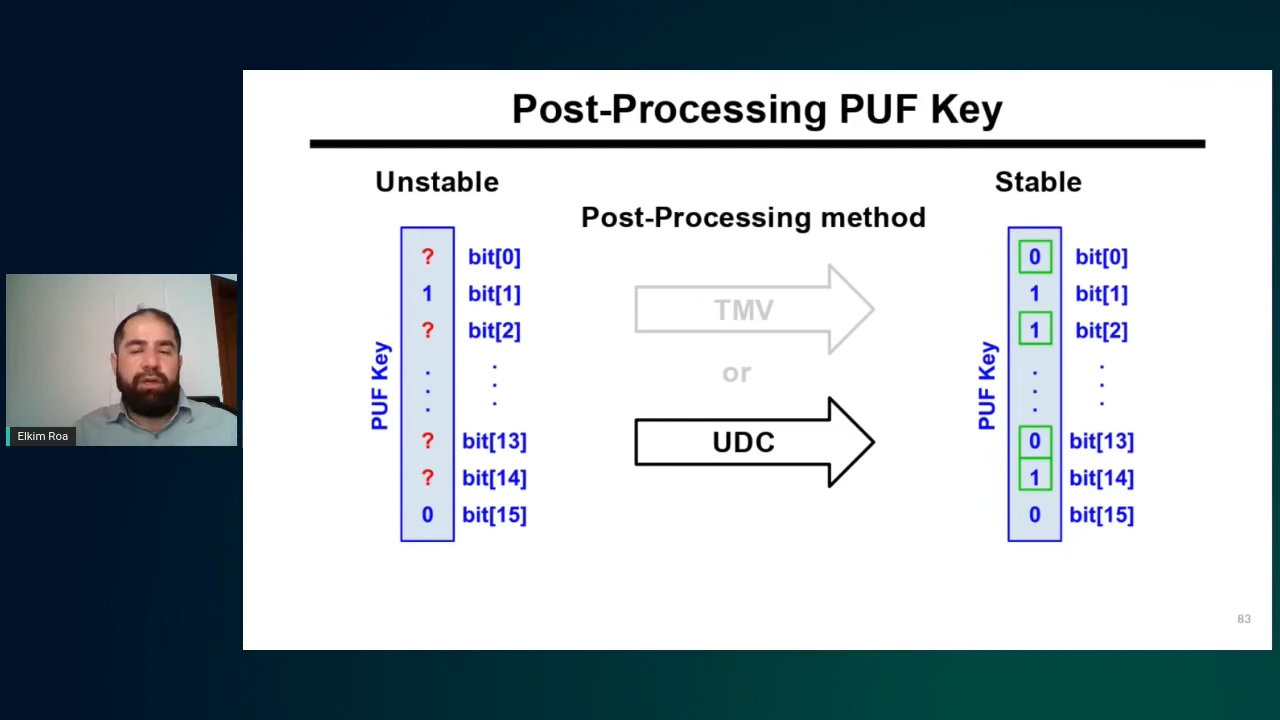 Post-Processing PUF Key
Unstable
Stable
Post-Processing method
PUF Key
? bit[0]
1 bit[1]
? bit[2]
? bit[13]
? bit[14]
0 bit[15]
TMV
or
UDC
PUF Key
0 bit[0]
1 bit[1]
1 bit[2]
0 bit[13]
1 bit[14]
0 bit[15]
Elkim Roa
83